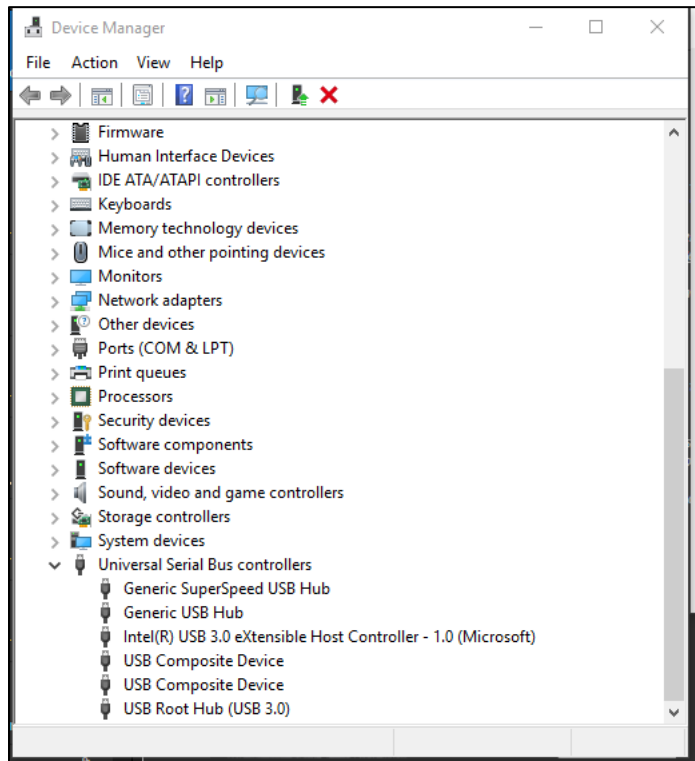 Device Manager
File Action View Help
Firmware
Human Interface Devices
IDE ATA/ATAPI controllers
Keyboards
Memory technology devices
Mice and other pointing devices
Monitors
Network adapters
Other devices
Ports (COM & LPT)
Print queues
Processors
Security devices
Software components
Software devices
Sound, video and game controllers
Storage controllers
System devices
Universal Serial Bus controllers
Generic SuperSpeed USB Hub
Generic USB Hub
Intel(R) USB 3.0 eXtensible Host Controller - 1.0 (Microsoft)
USB Composite Device
USB Composite Device
USB Root Hub (USB 3.0)